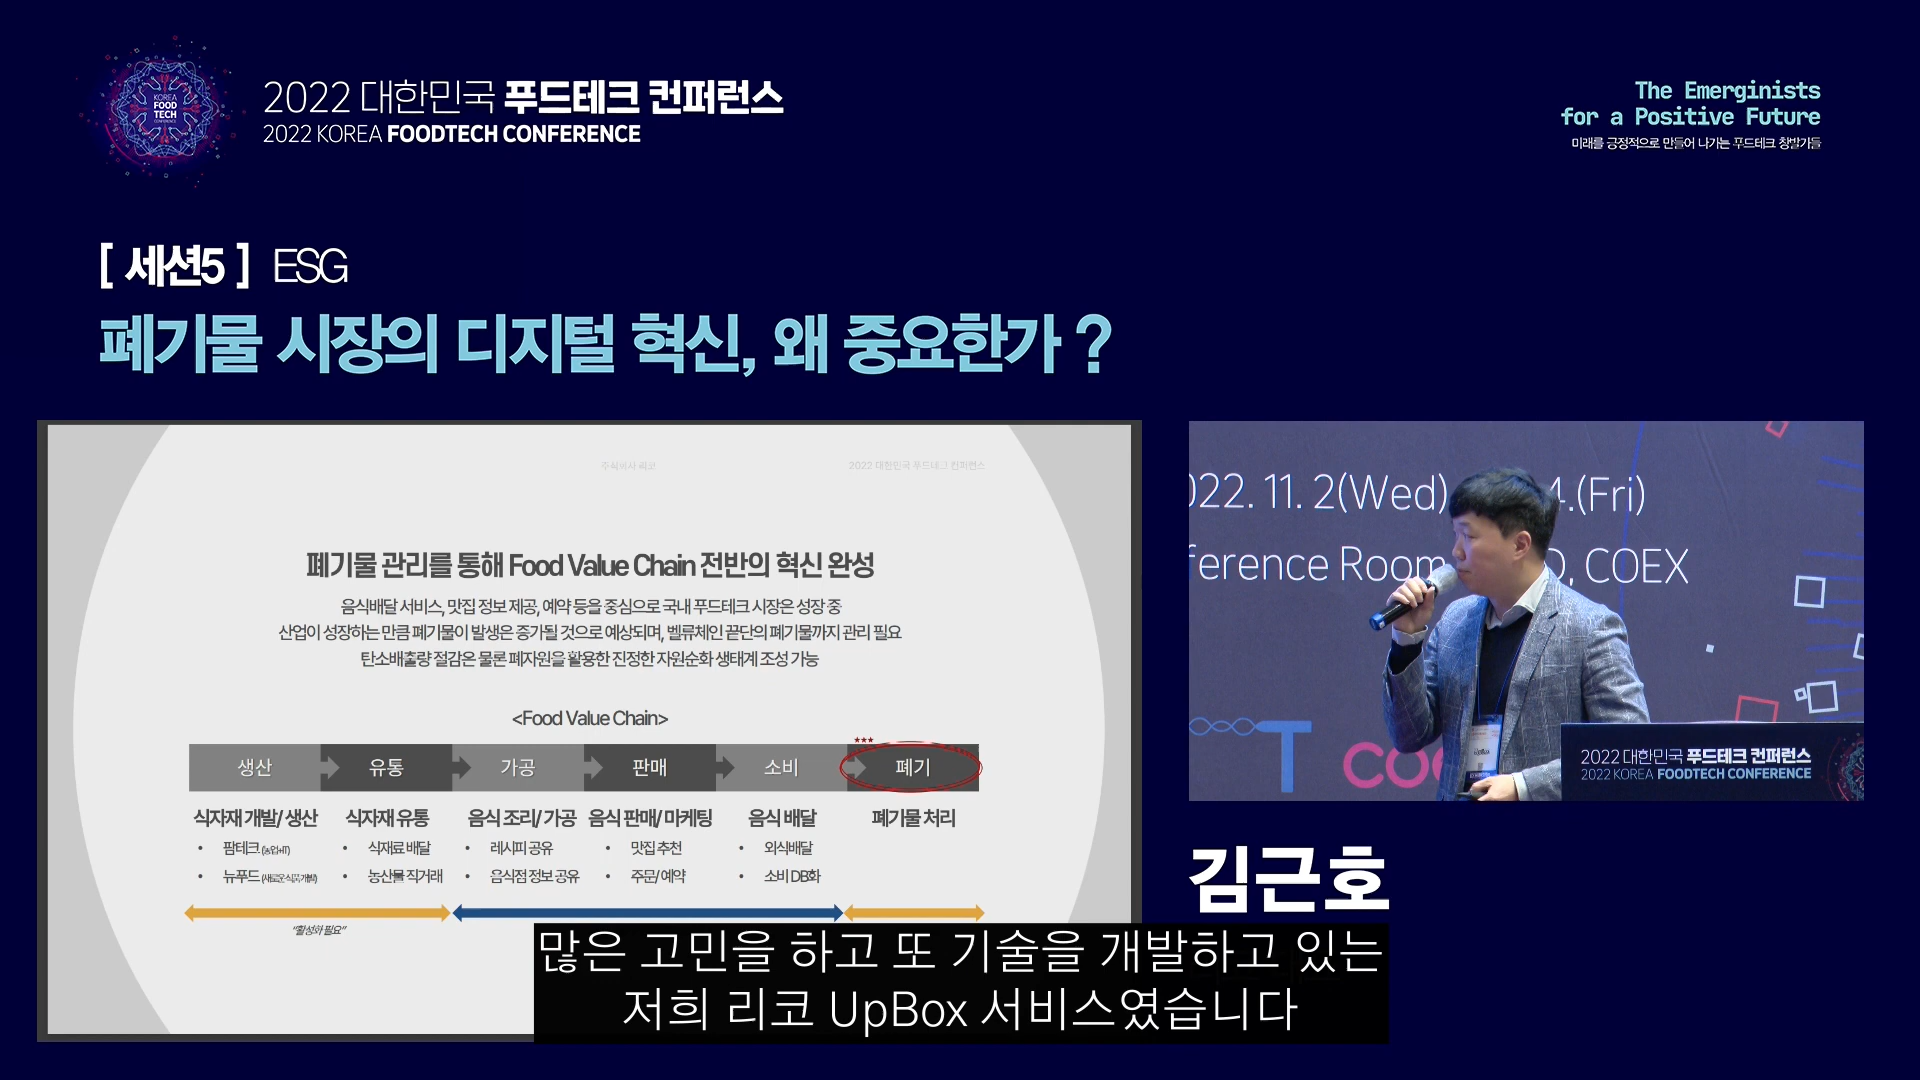 KOREA
FOOD
TECH
CONFERENCE
2022 대한민국 푸드테크 컨퍼런스
2022 KOREA FOODTECH CONFERENCE
The Emerginists
for a Positive Future
미래를 긍정적으로 만들어 나가는 푸드테크 창발가들
[ 세션5 ] ESG
폐기물 시장의 디지털 혁신, 왜 중요한가 ?
주식회사 리코
2022 대한민국 푸드테크 컨퍼런스
폐기물 관리를 통해 Food Value Chain 전반의 혁신 완성
음식배달 서비스, 맛집 정보 제공, 예약 등을 중심으로 국내 푸드테크 시장은 성장 중
산업이 성장하는 만큼 폐기물이 발생은 증가될 것으로 예상되며, 벨류체인 끝단의 폐기물까지 관리 필요
탄소배출량 절감은 물론 폐자원을 활용한 진정한 자원순환 생태계 조성 가능
<Food Value Chain>
***
생산 유통 가공 판매 소비 폐기
식자재 개발/ 생산 식자재 유통 음식 조리/ 가공 음식 판매/ 마케팅 음식 배달 폐기물 처리
• 팜테크 (농업+IT) • 식재료 배달 • 레시피 공유 • 맛집 추천 • 외식배달
• 뉴푸드 (새로운 식품 개발) • 농산물 직거래 • 음식점 정보 공유 • 주문/ 예약 • 소비 DB화
"활성화 필요"
022. 11. 2(Wed) 4.(Fri)
ference Room D, COEX
T coe
2022 대한민국 푸드테크 컨퍼런스
2022 KOREA FOODTECH CONFERENCE
김근호
많은 고민을 하고 또 기술을 개발하고 있는
저희 리코 UpBox 서비스였습니다